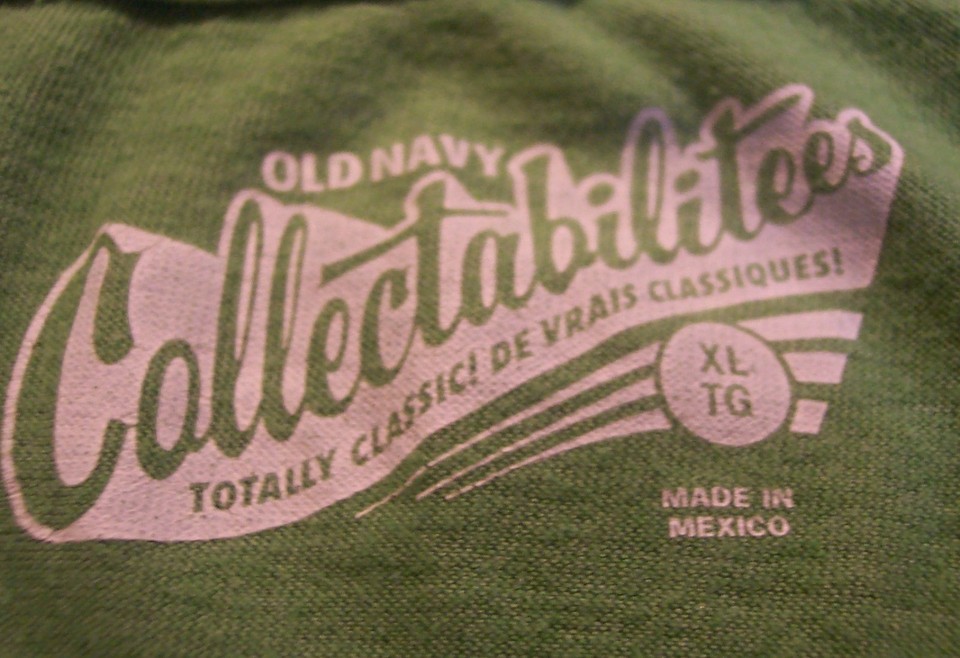 OLD NAVY
Collectabilitees
TOTALLY CLASSIC! DE VRAIS CLASSIQUES!
XL
TG
MADE IN
MEXICO